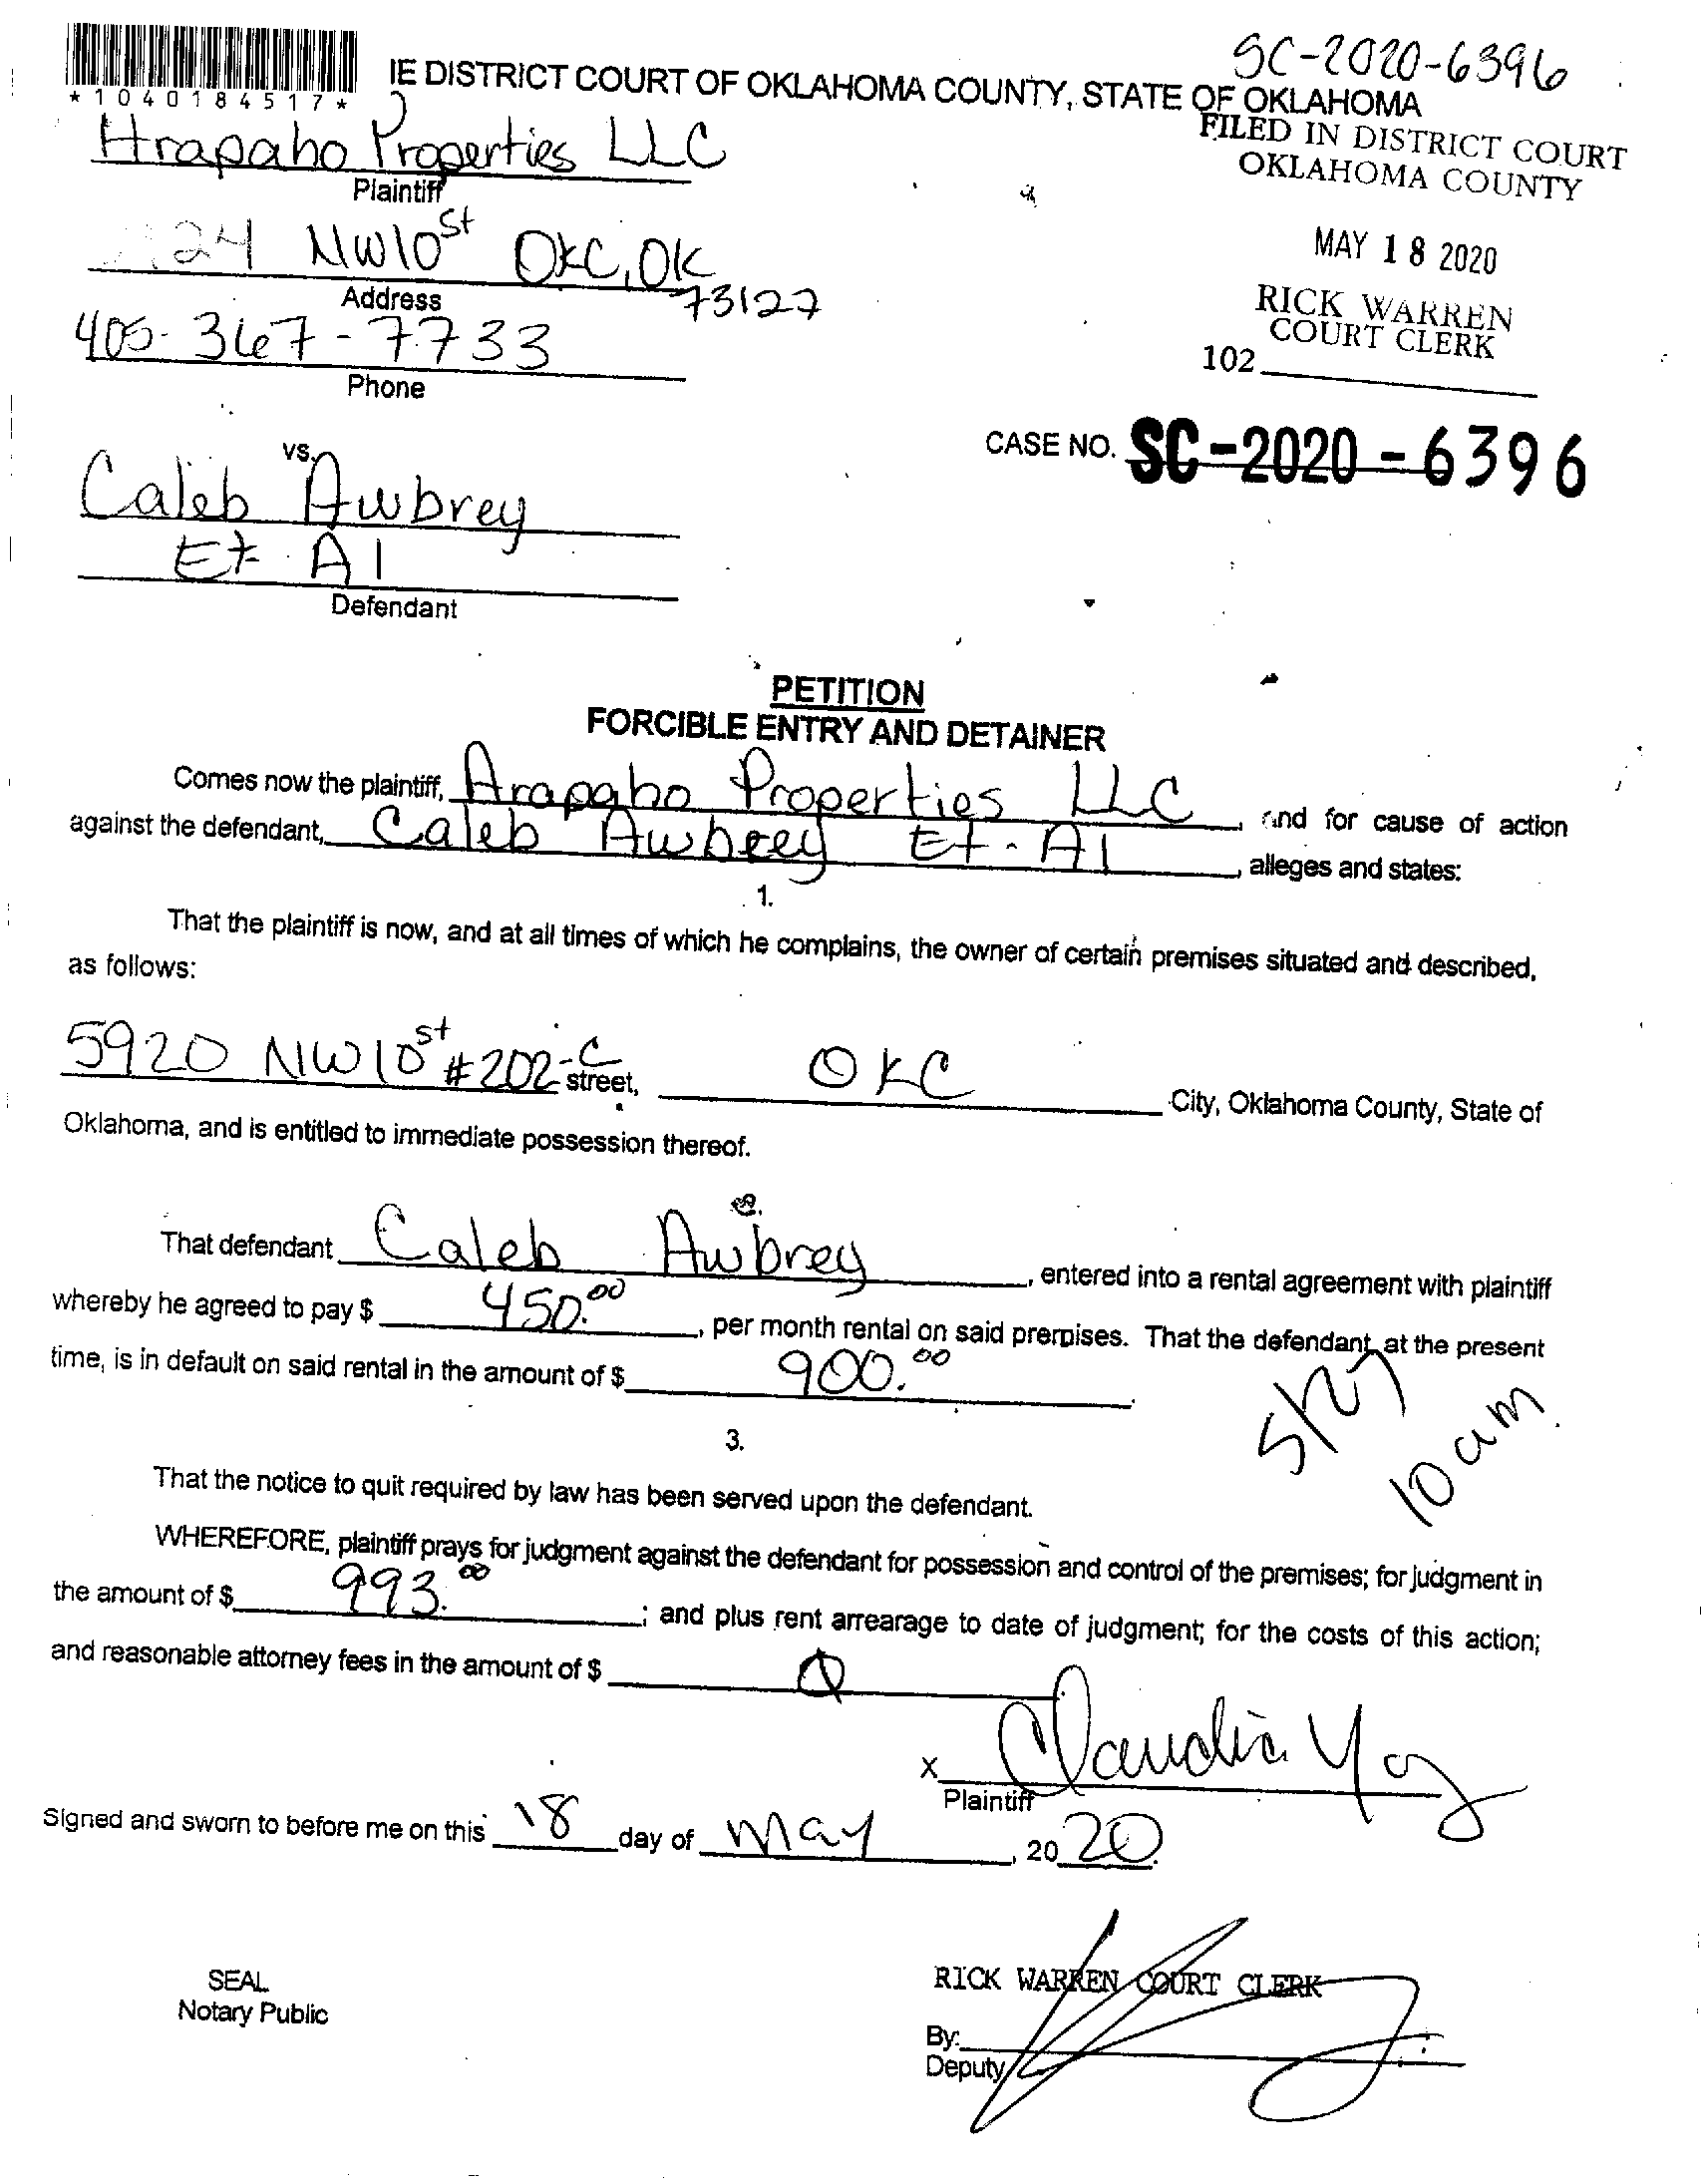 SC-2020-6396
IE DISTRICT COURT OF OKLAHOMA COUNTY, STATE OF OKLAHOMA
*1040184517*
FILED IN DISTRICT COURT
OKLAHOMA COUNTY
Arapaho Properties LLC
Plaintiff
24 NW 10st OKC, OK
73127
Address
MAY 18 2020
RICK WARREN
COURT CLERK
102
405-367-7733
Phone
vs.
CASE NO. SC-2020-6396
Caleb Awbrey
Et. Al
Defendant
PETITION
FORCIBLE ENTRY AND DETAINER
Comes now the plaintiff, Arapaho Properties LLC, and for cause of action
against the defendant, Caleb Awbrey Et. Al, alleges and states:
1.
That the plaintiff is now, and at all times of which he complains, the owner of certain premises situated and described,
as follows:
5920 NW 10st #202-C street, OKC City, Oklahoma County, State of
Oklahoma, and is entitled to immediate possession thereof.
That defendant Caleb Awbrey, entered into a rental agreement with plaintiff
whereby he agreed to pay $ 450.00, per month rental on said premises. That the defendant, at the present
time, is in default on said rental in the amount of $ 900.00.
5/27
10am
3.
That the notice to quit required by law has been served upon the defendant.
WHEREFORE, plaintiff prays for judgment against the defendant for possession and control of the premises; for judgment in
the amount of $ 993.00; and plus rent arrearage to date of judgment; for the costs of this action;
and reasonable attorney fees in the amount of $
X Claudia
Plaintiff
Signed and sworn to before me on this 18 day of May, 2020.
SEAL
Notary Public
RICK WARREN COURT CLERK
By:
Deputy